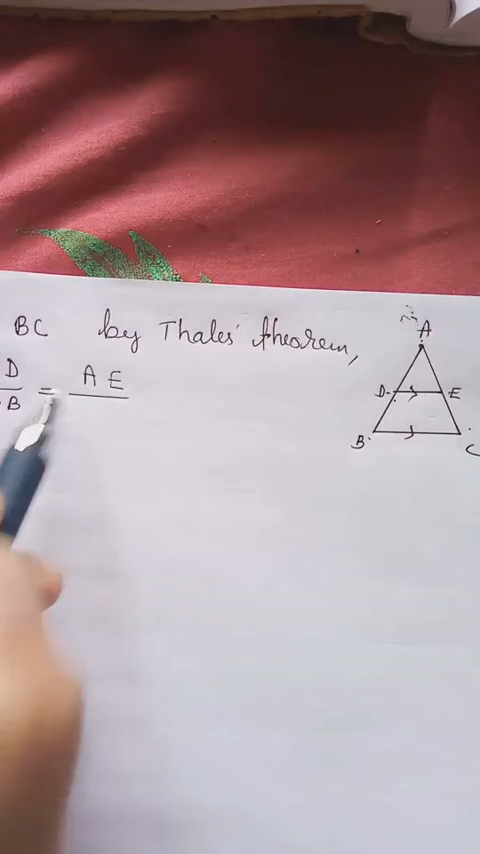 BC by Thales' theorem,
D/B = AE/
A
D E
B C